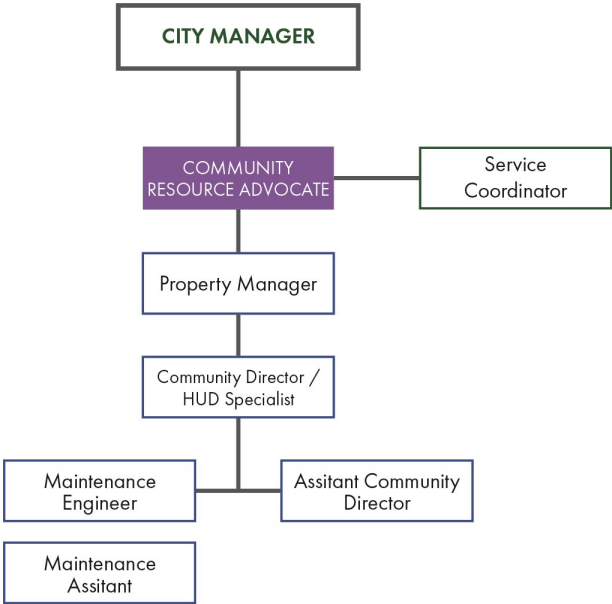 CITY MANAGER
COMMUNITY
RESOURCE ADVOCATE
Service
Coordinator
Property Manager
Community Director /
HUD Specialist
Maintenance
Engineer
Assitant Community
Director
Maintenance
Assitant